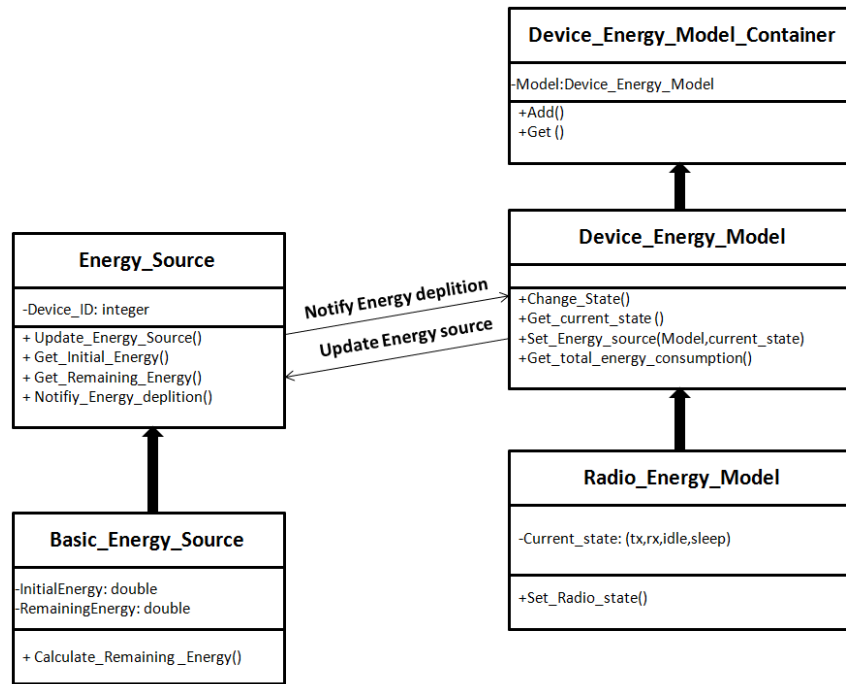 Device_Energy_Model_Container
-Model:Device_Energy_Model
+Add()
+Get ()
Energy_Source
-Device_ID: integer
+ Update_Energy_Source()
+ Get_Initial_Energy()
+ Get_Remaining_Energy()
+ Notifiy_Energy_deplition()
Notify Energy deplition
Update Energy source
Device_Energy_Model
+Change_State()
+Get_current_state ()
+Set_Energy_source(Model,current_state)
+Get_total_energy_consumption()
Basic_Energy_Source
-InitialEnergy: double
-RemainingEnergy: double
+ Calculate_Remaining _Energy()
Radio_Energy_Model
-Current_state: (tx,rx,idle,sleep)
+Set_Radio_state()